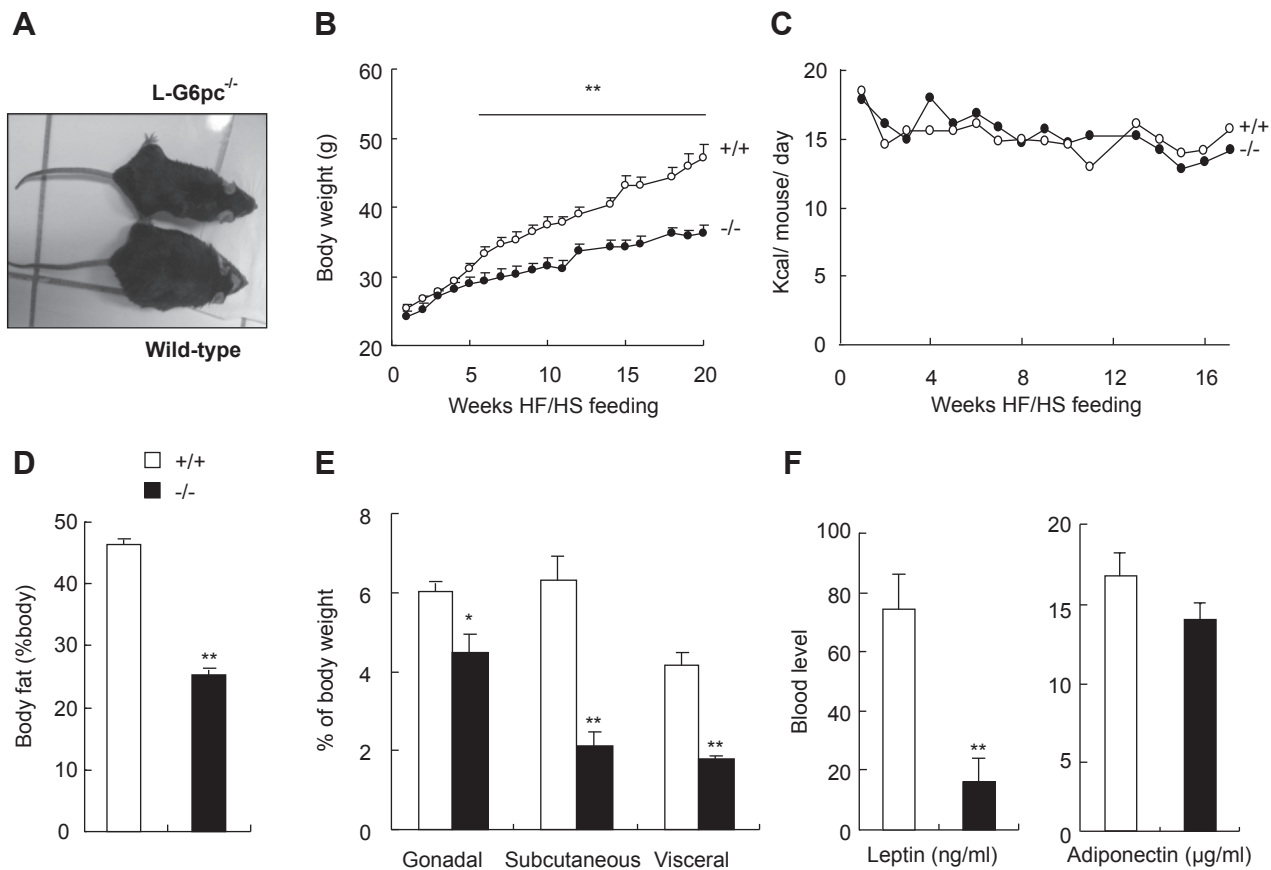 A
L-G6pc-/-
Wild-type
B
60
50
40
30
20
Body weight (g)
**
+/+
-/-
0 5 10 15 20
Weeks HF/HS feeding
C
20
15
10
5
0
Kcal/ mouse/ day
+/+
-/-
0 4 8 12 16
Weeks HF/HS feeding
D
+/+
-/-
50
40
30
20
10
0
Body fat (%body)
**
E
8
6
4
2
0
% of body weight
*
**
**
Gonadal Subcutaneous Visceral
F
100
80
60
40
20
0
Blood level
**
Leptin (ng/ml)
20
15
10
5
0
Adiponectin (µg/ml)